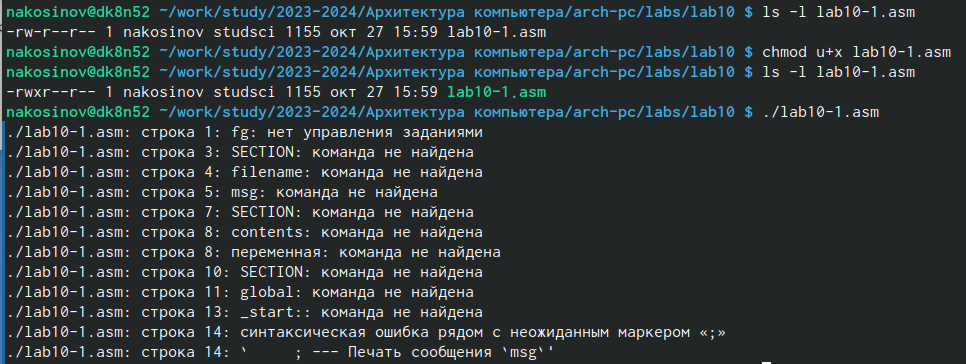 nakosinov@dk8n52 ~/work/study/2023-2024/Архитектура компьютера/arch-pc/labs/lab10 $ ls -l lab10-1.asm
-rw-r--r-- 1 nakosinov studsci 1155 окт 27 15:59 lab10-1.asm
nakosinov@dk8n52 ~/work/study/2023-2024/Архитектура компьютера/arch-pc/labs/lab10 $ chmod u+x lab10-1.asm
nakosinov@dk8n52 ~/work/study/2023-2024/Архитектура компьютера/arch-pc/labs/lab10 $ ls -l lab10-1.asm
-rwxr--r-- 1 nakosinov studsci 1155 окт 27 15:59 lab10-1.asm
nakosinov@dk8n52 ~/work/study/2023-2024/Архитектура компьютера/arch-pc/labs/lab10 $ ./lab10-1.asm
./lab10-1.asm: строка 1: fg: нет управления заданиями
./lab10-1.asm: строка 3: SECTION: команда не найдена
./lab10-1.asm: строка 4: filename: команда не найдена
./lab10-1.asm: строка 5: msg: команда не найдена
./lab10-1.asm: строка 7: SECTION: команда не найдена
./lab10-1.asm: строка 8: contents: команда не найдена
./lab10-1.asm: строка 8: переменная: команда не найдена
./lab10-1.asm: строка 10: SECTION: команда не найдена
./lab10-1.asm: строка 11: global: команда не найдена
./lab10-1.asm: строка 13: _start:: команда не найдена
./lab10-1.asm: строка 14: синтаксическая ошибка рядом с неожиданным маркером «;»
./lab10-1.asm: строка 14: `     ; --- Печать сообщения `msg`'